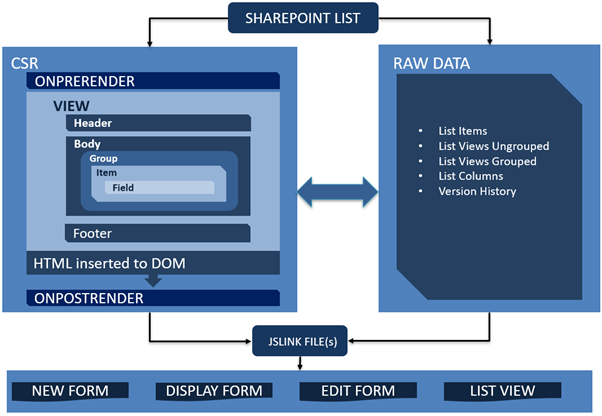 SHAREPOINT LIST
CSR
ONPRERENDER
VIEW
Header
Body
Group
Item
Field
Footer
HTML inserted to DOM
ONPOSTRENDER
RAW DATA
• List Items
• List Views Ungrouped
• List Views Grouped
• List Columns
• Version History
JSLINK FILE(s)
NEW FORM
DISPLAY FORM
EDIT FORM
LIST VIEW